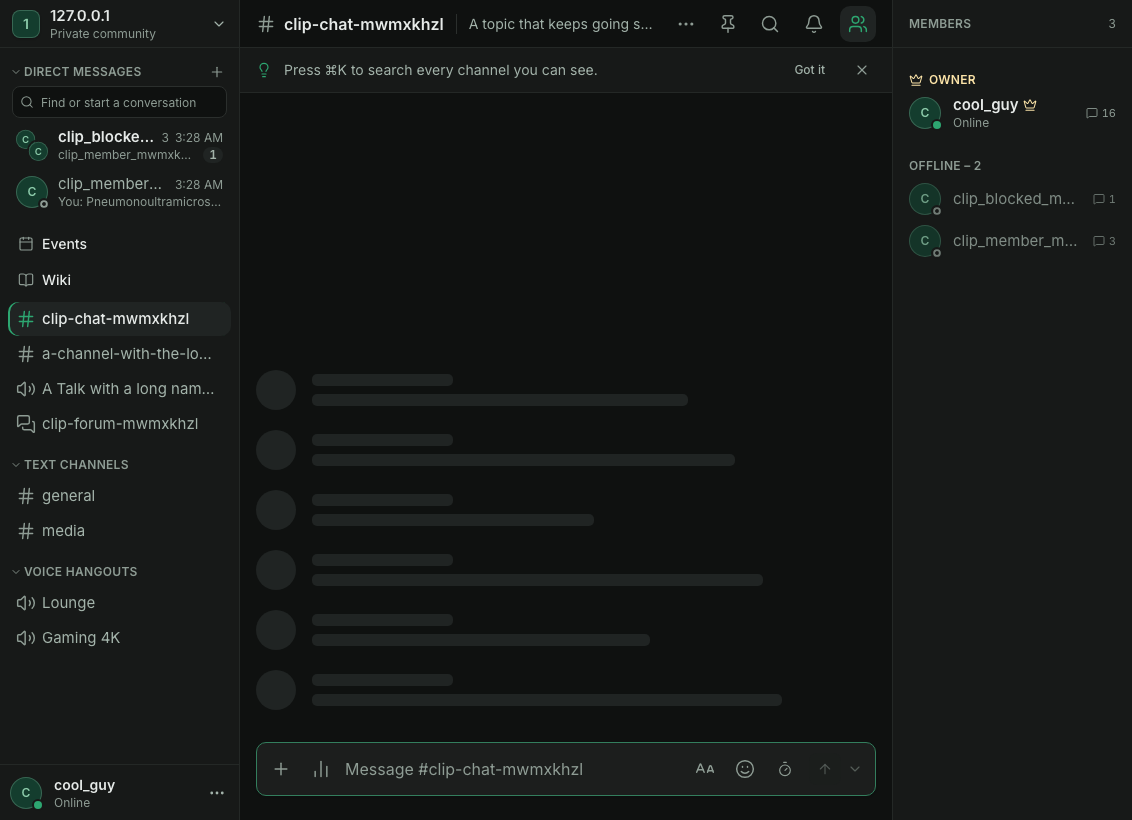 1
127.0.0.1
Private community
DIRECT MESSAGES
Find or start a conversation
C
C
clip_blocke... 3 3:28 AM
clip_member_mwmxk... 1
C
clip_member... 3:28 AM
You: Pneumonoultramicros...
Events
Wiki
clip-chat-mwmxkhzl
a-channel-with-the-lo...
A Talk with a long nam...
clip-forum-mwmxkhzl
TEXT CHANNELS
general
media
VOICE HANGOUTS
Lounge
Gaming 4K
C
cool_guy
Online
clip-chat-mwmxkhzl
A topic that keeps going s...
Press ⌘K to search every channel you can see.
Got it
Message #clip-chat-mwmxkhzl
AA
MEMBERS 3
OWNER
C
cool_guy
Online
16
OFFLINE – 2
C
clip_blocked_m... 1
C
clip_member_m... 3